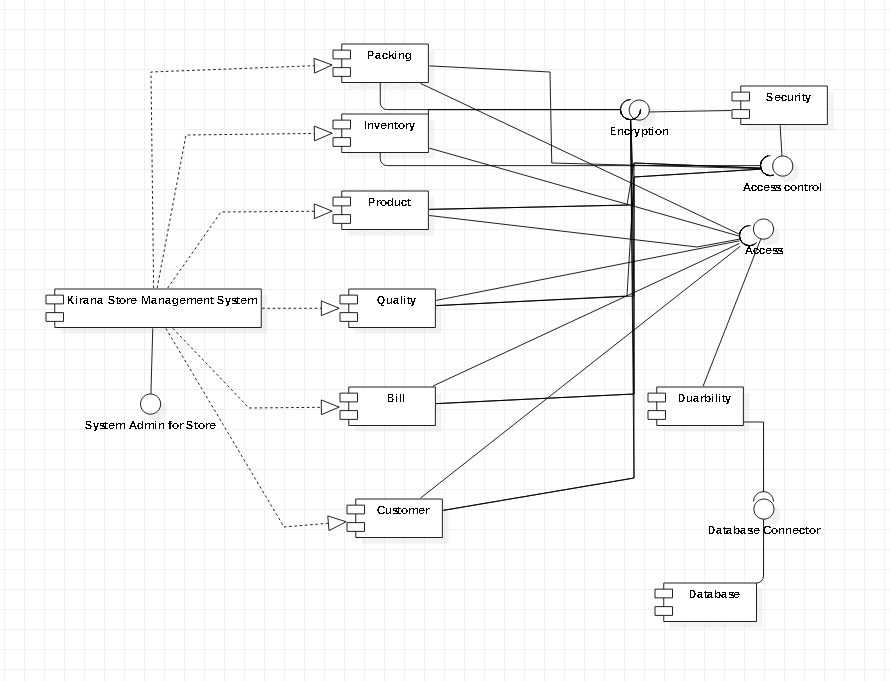 Packing
Security
Inventory
Encryption
Access control
Product
Access
Kirana Store Management System
Quality
Bill
Duarbility
System Admin for Store
Customer
Database Connector
Database